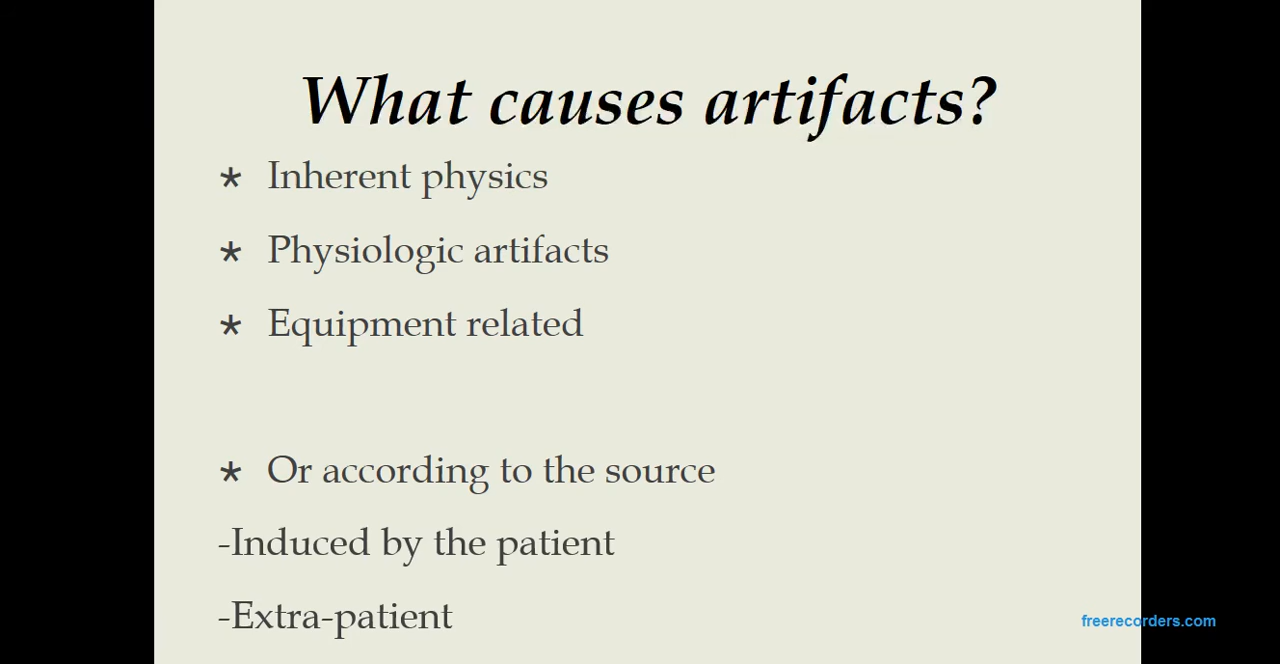 What causes artifacts?
* Inherent physics
* Physiologic artifacts
* Equipment related
* Or according to the source
-Induced by the patient
-Extra-patient
freerecorders.com